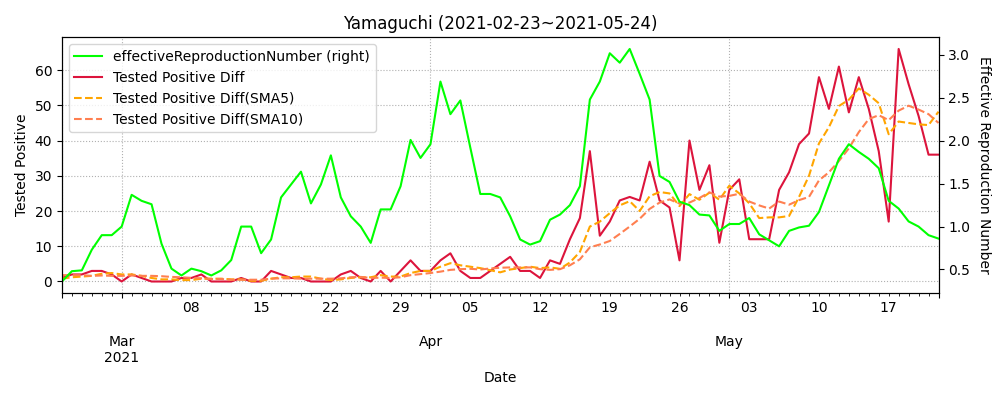 Yamaguchi (2021-02-23~2021-05-24)
effectiveReproductionNumber (right)
Tested Positive Diff
Tested Positive Diff(SMA5)
Tested Positive Diff(SMA10)
Tested Positive
60
50
40
30
20
10
0
3.0
2.5
2.0
1.5
1.0
0.5
Effective Reproduction Number
08 15 22 29 05 12 19 26 03 10 17
Mar Apr May
2021
Date